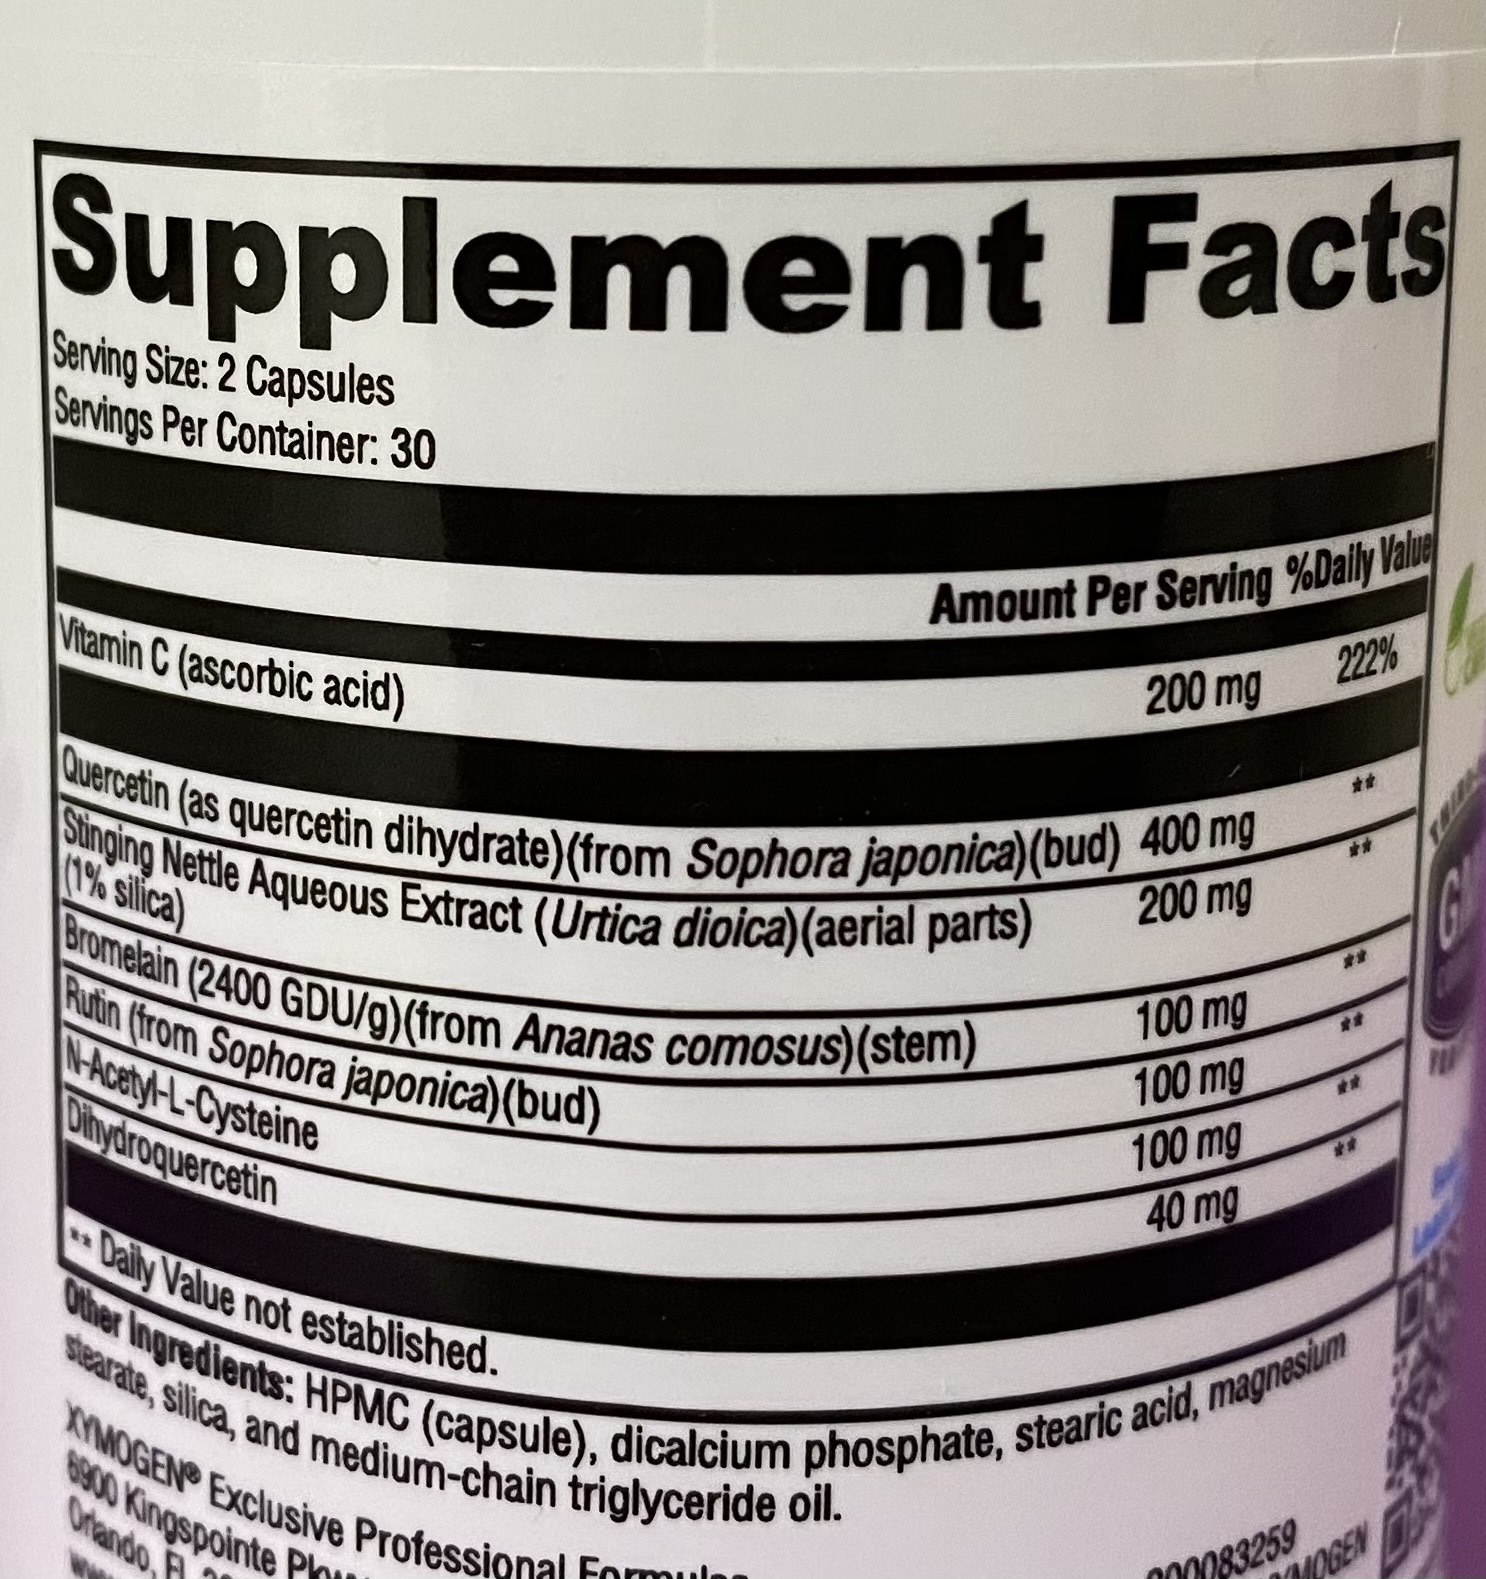 Supplement Facts
Serving Size: 2 Capsules
Servings Per Container: 30
Amount Per Serving %Daily Value
Vitamin C (ascorbic acid) 200 mg 222%
Quercetin (as quercetin dihydrate)(from Sophora japonica)(bud) 400 mg **
Stinging Nettle Aqueous Extract (Urtica dioica)(aerial parts) 200 mg **
(1% silica)
Bromelain (2400 GDU/g)(from Ananas comosus)(stem) 100 mg **
Rutin (from Sophora japonica)(bud) 100 mg **
N-Acetyl-L-Cysteine 100 mg **
Dihydroquercetin 40 mg **
** Daily Value not established.
Other Ingredients: HPMC (capsule), dicalcium phosphate, stearic acid, magnesium
stearate, silica, and medium-chain triglyceride oil.
XYMOGEN® Exclusive Professional Formulas
6900 Kingspointe
Orlando, FL